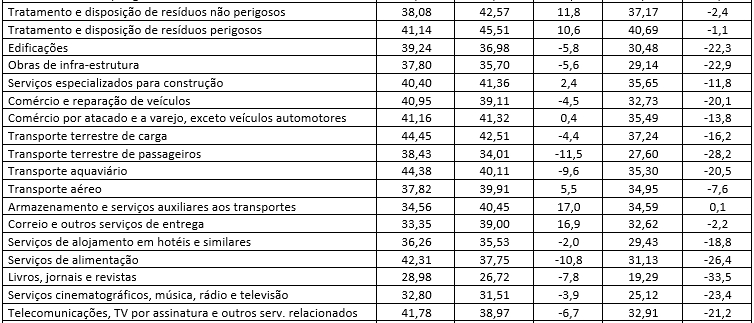 Tratamento e disposição de resíduos não perigosos 38,08 42,57 11,8 37,17 -2,4
Tratamento e disposição de resíduos perigosos 41,14 45,51 10,6 40,69 -1,1
Edificações 39,24 36,98 -5,8 30,48 -22,3
Obras de infra-estrutura 37,80 35,70 -5,6 29,14 -22,9
Serviços especializados para construção 40,40 41,36 2,4 35,65 -11,8
Comércio e reparação de veículos 40,95 39,11 -4,5 32,73 -20,1
Comércio por atacado e a varejo, exceto veículos automotores 41,16 41,32 0,4 35,49 -13,8
Transporte terrestre de carga 44,45 42,51 -4,4 37,24 -16,2
Transporte terrestre de passageiros 38,43 34,01 -11,5 27,60 -28,2
Transporte aquaviário 44,38 40,11 -9,6 35,30 -20,5
Transporte aéreo 37,82 39,91 5,5 34,95 -7,6
Armazenamento e serviços auxiliares aos transportes 34,56 40,45 17,0 34,59 0,1
Correio e outros serviços de entrega 33,35 39,00 16,9 32,62 -2,2
Serviços de alojamento em hotéis e similares 36,26 35,53 -2,0 29,43 -18,8
Serviços de alimentação 42,31 37,75 -10,8 31,13 -26,4
Livros, jornais e revistas 28,98 26,72 -7,8 19,29 -33,5
Serviços cinematográficos, música, rádio e televisão 32,80 31,51 -3,9 25,12 -23,4
Telecomunicações, TV por assinatura e outros serv. relacionados 41,78 38,97 -6,7 32,91 -21,2